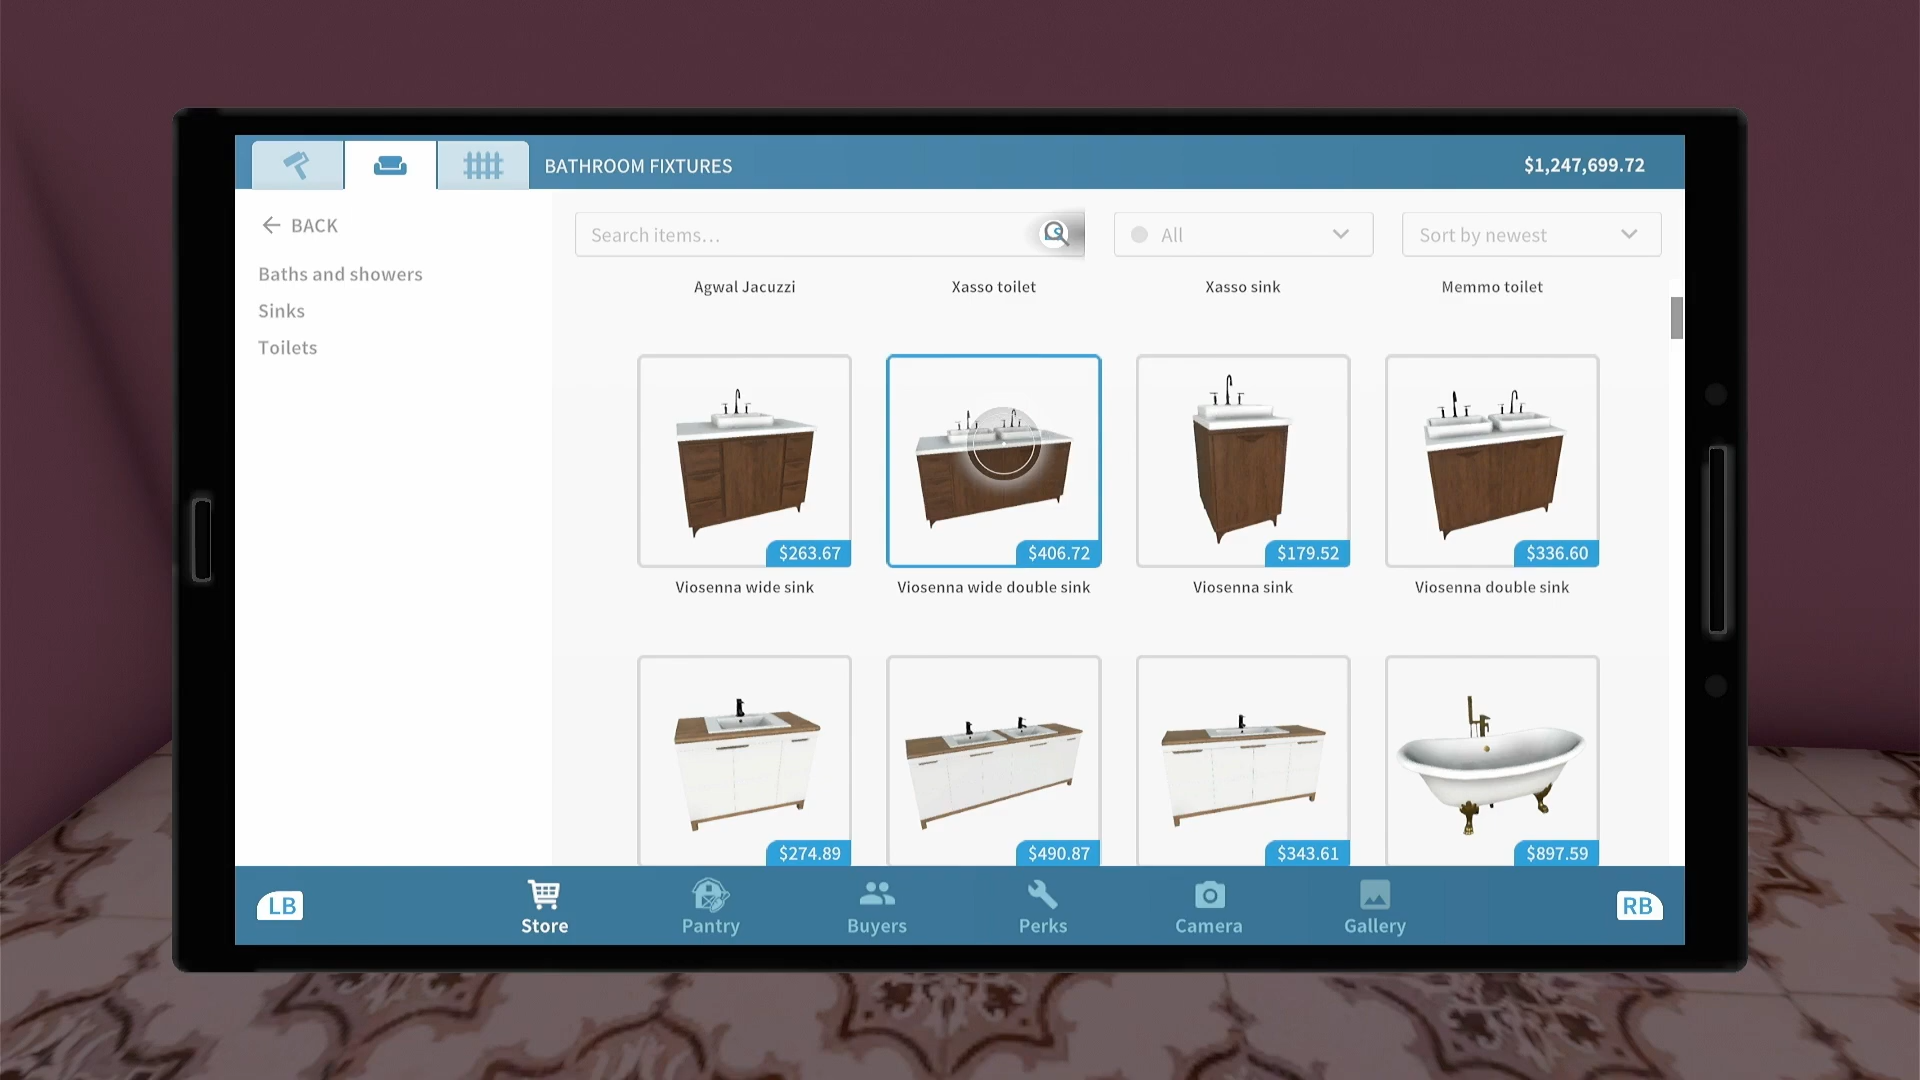 BATHROOM FIXTURES
$1,247,699.72
BACK
Baths and showers
Sinks
Toilets
Search items...
LS
All
Sort by newest
Agwal Jacuzzi
Xasso toilet
Xasso sink
Memmo toilet
$263.67
$406.72
$179.52
$336.60
Viosenna wide sink
Viosenna wide double sink
Viosenna sink
Viosenna double sink
$274.89
$490.87
$343.61
$897.59
LB
Store
Pantry
Buyers
Perks
Camera
Gallery
RB